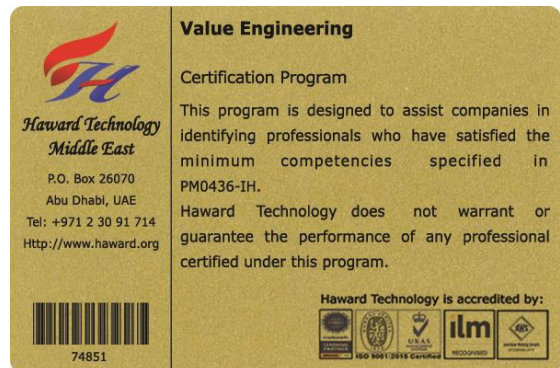 Haward Technology
Middle East
P.O. Box 26070
Abu Dhabi, UAE
Tel: +971 2 30 91 714
Http://www.haward.org
74851
Value Engineering
Certification Program
This program is designed to assist companies in
identifying professionals who have satisfied the
minimum competencies specified in
PM0436-IH.
Haward Technology does not warrant or
guarantee the performance of any professional
certified under this program.
Haward Technology is accredited by:
UKAS
ISO 9001:2015 Certified
ilm
RECOGNISED